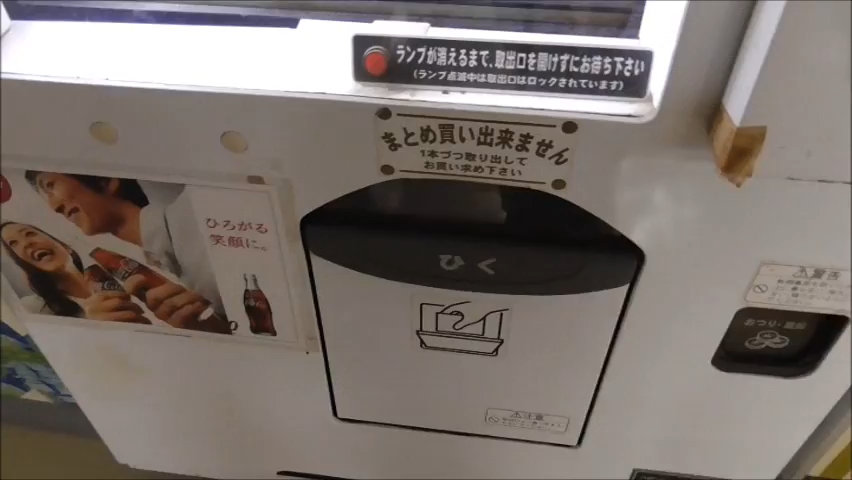 ランプが消えるまで、取出口を開けずにお待ち下さい
(ランプ点滅中は取出口はロックされています)
まとめ買い出来ません
1本づつ取り出して
お買い求め下さい
ひろがる
笑顔に。
ひく
⚠警告
おつり・返却
⚠注意